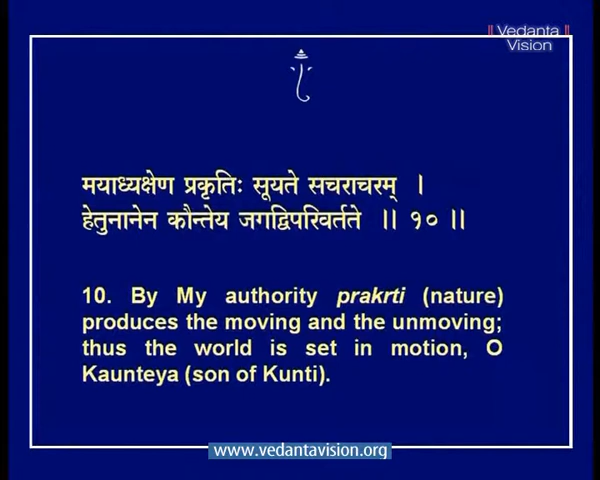 ॥ Vedanta ॥
Vision
मयाध्यक्षेण प्रकृतिः सूयते सचराचरम् ।
हेतुनानेन कौन्तेय जगद्विपरिवर्तते ॥ १० ॥
10. By My authority prakrti (nature)
produces the moving and the unmoving;
thus the world is set in motion, O
Kaunteya (son of Kunti).
www.vedantavision.org